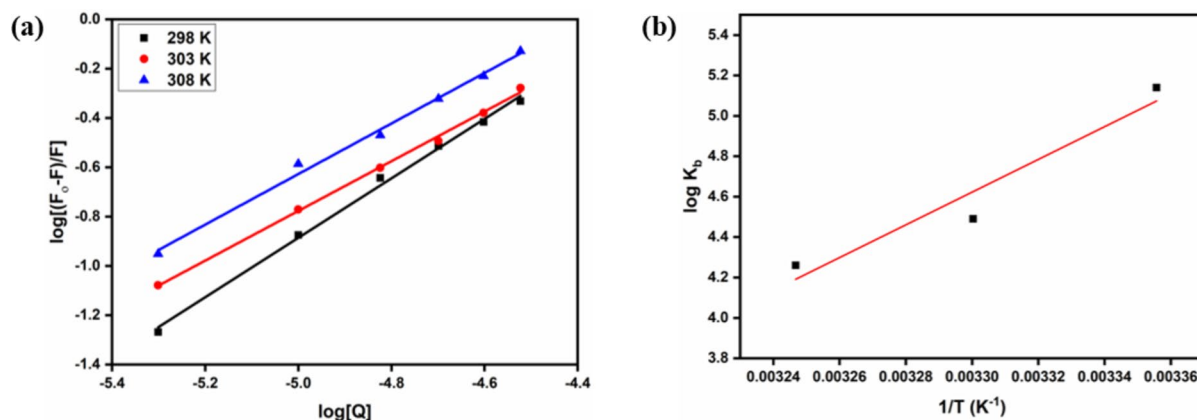 (a)
298 K
303 K
308 K
0.0
-0.2
-0.4
-0.6
-0.8
-1.0
-1.2
-1.4
log[(Fo-F)/F]
-5.4 -5.2 -5.0 -4.8 -4.6 -4.4
log[Q]
(b)
5.4
5.2
5.0
4.8
4.6
4.4
4.2
4.0
3.8
log Kb
0.00324 0.00326 0.00328 0.00330 0.00332 0.00334 0.00336
1/T (K-1)